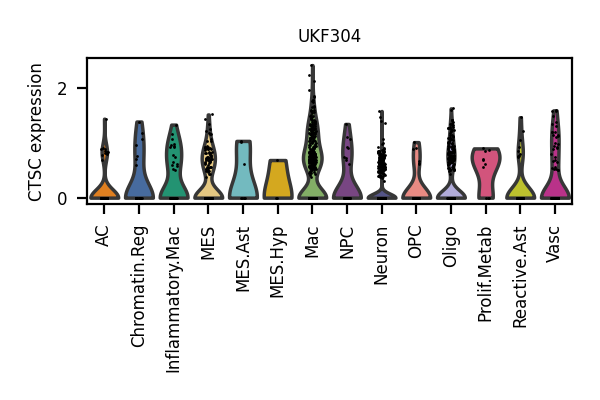 UKF304
CTSC expression
2
0
AC
Chromatin.Reg
Inflammatory.Mac
MES
MES.Ast
MES.Hyp
Mac
NPC
Neuron
OPC
Oligo
Prolif.Metab
Reactive.Ast
Vasc